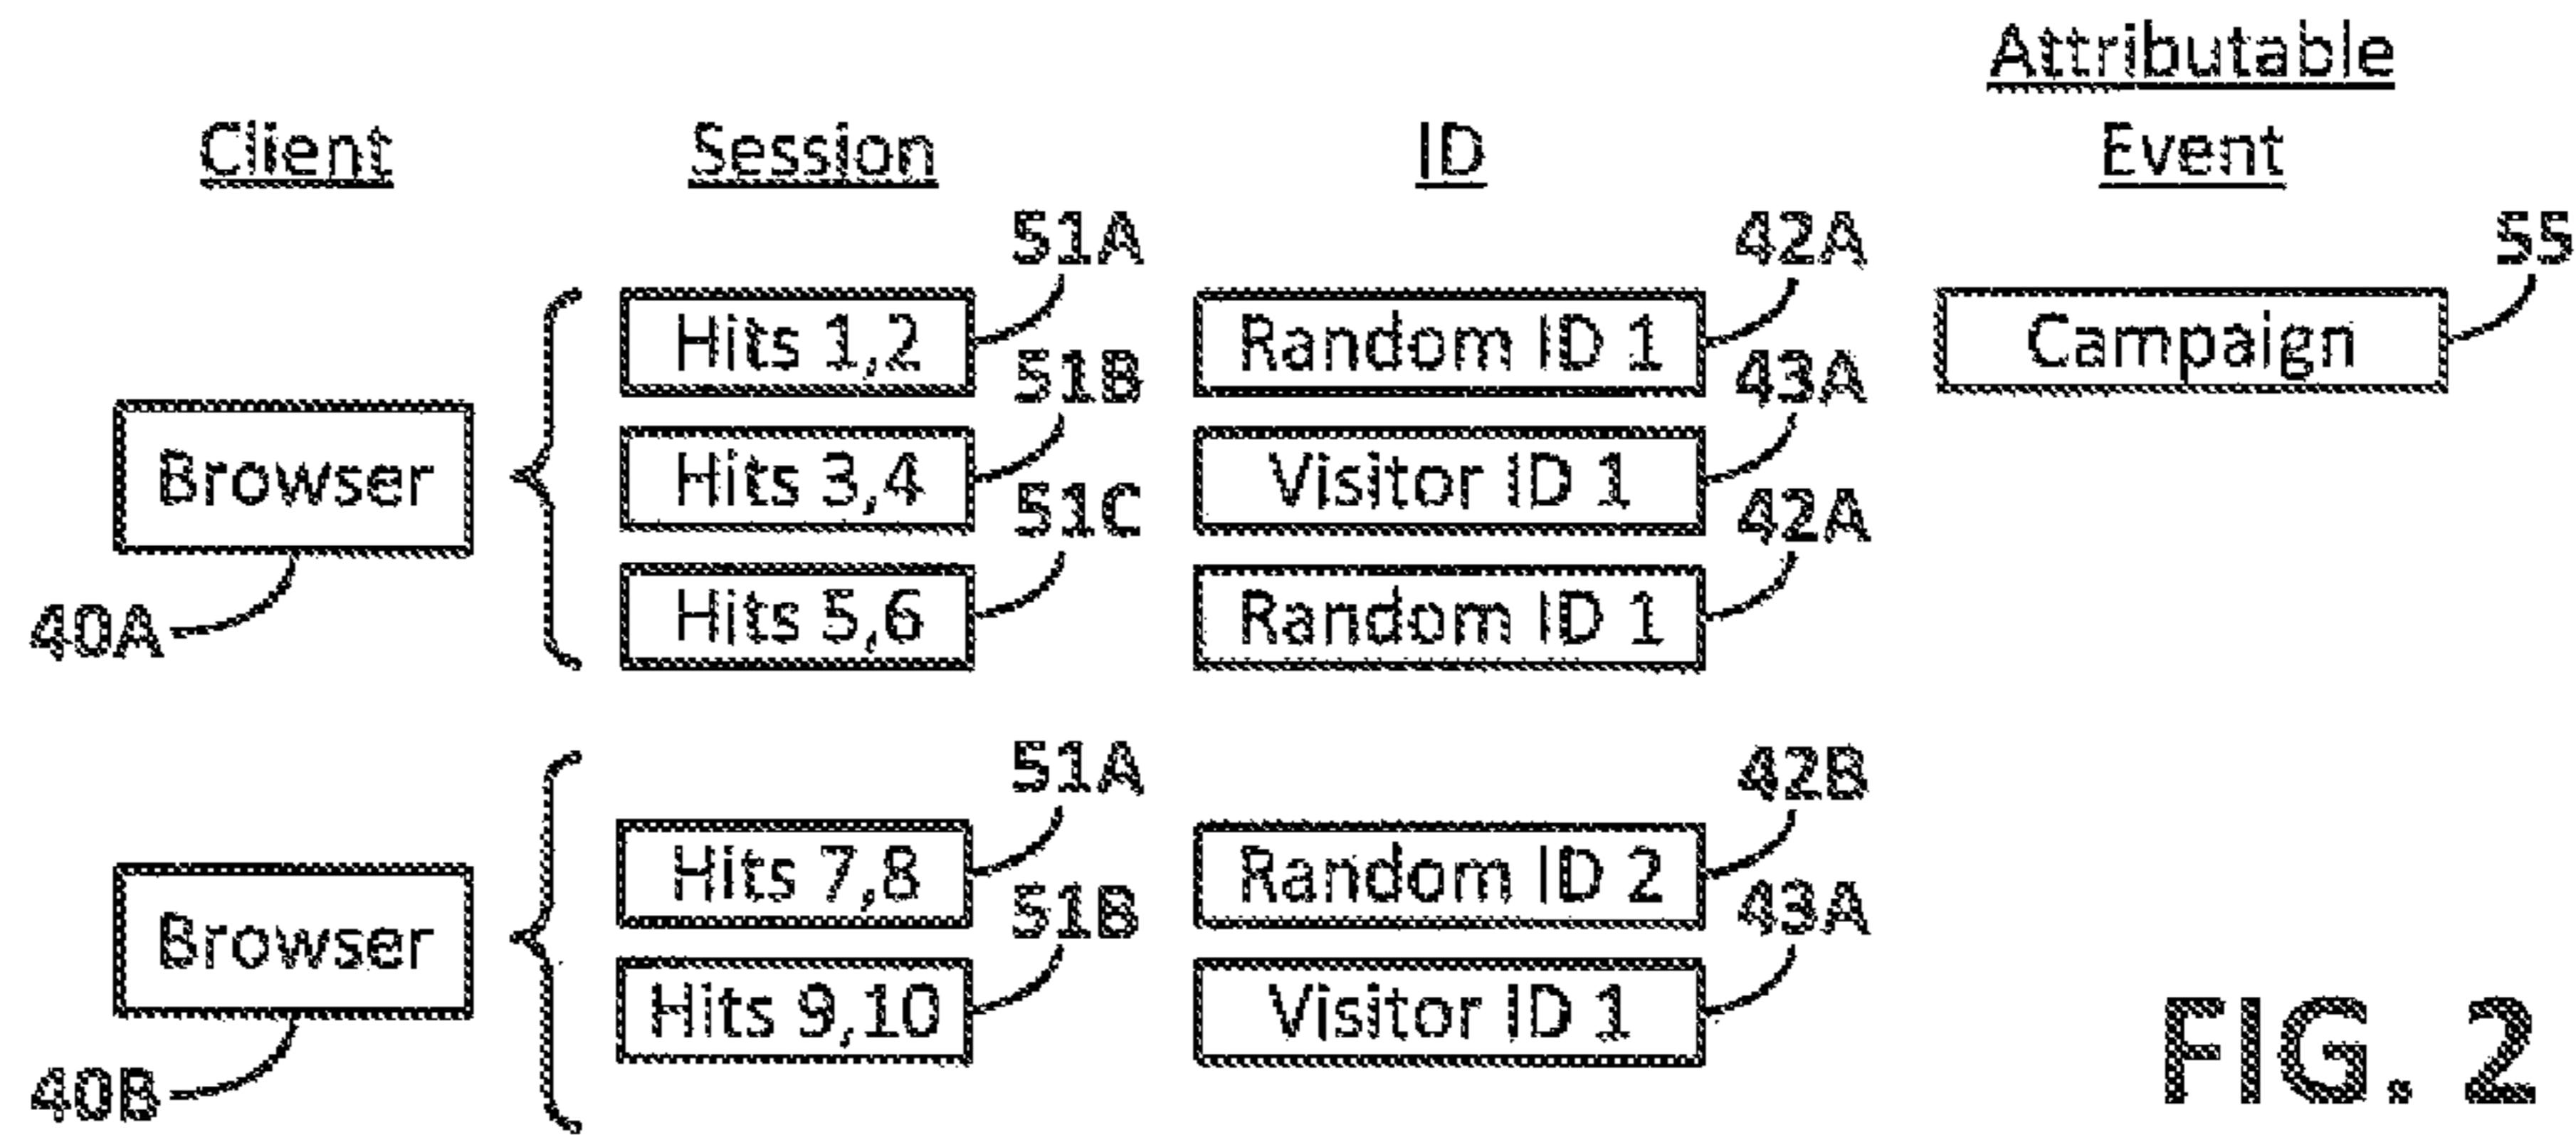 Attributable
Client Session ID Event
51A 42A 55
Hits 1,2 Random ID 1 Campaign
51B 43A
Browser Hits 3,4 Visitor ID 1
51C 42A
40A Hits 5,6 Random ID 1
51A 42B
Hits 7,8 Random ID 2
51B 43A
Browser Hits 9,10 Visitor ID 1
40B
FIG. 2